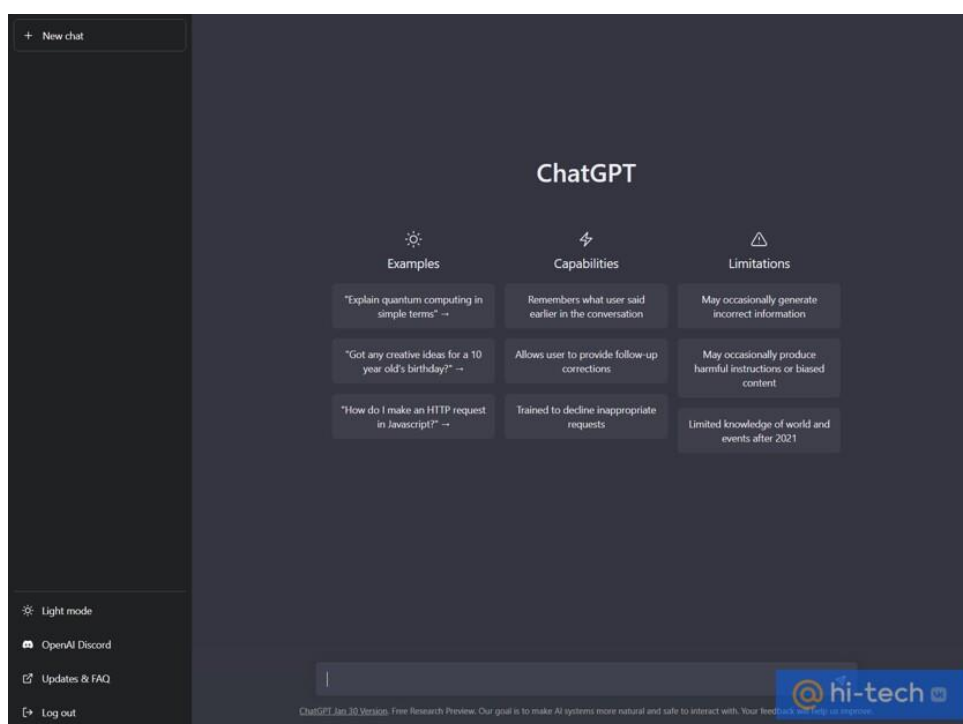 + New chat
ChatGPT
Examples
"Explain quantum computing in
simple terms" →
"Got any creative ideas for a 10
year old's birthday?" →
"How do I make an HTTP request
in Javascript?" →
Capabilities
Remembers what user said
earlier in the conversation
Allows user to provide follow-up
corrections
Trained to decline inappropriate
requests
Limitations
May occasionally generate
incorrect information
May occasionally produce
harmful instructions or biased
content
Limited knowledge of world and
events after 2021
Light mode
OpenAI Discord
Updates & FAQ
Log out
ChatGPT Jan 30 Version. Free Research Preview. Our goal is to make AI systems more natural and safe to interact with. Your feedback will help us improve.
@hi-tech